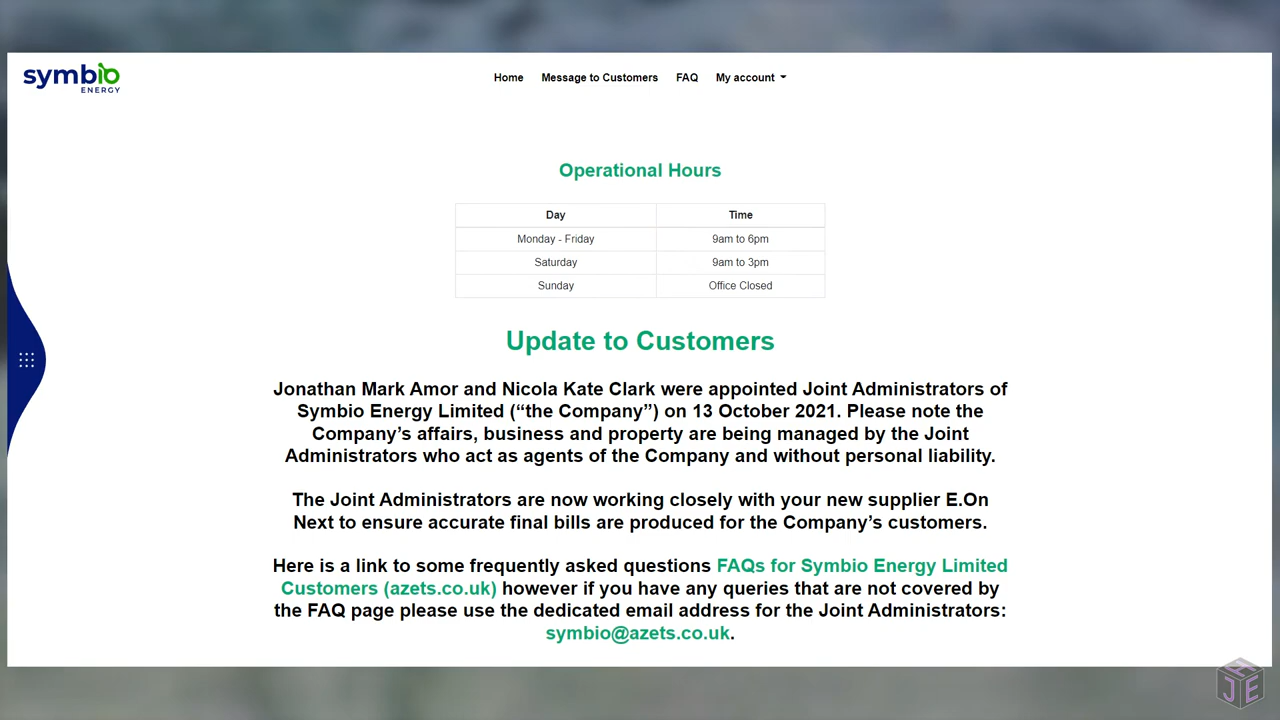 symbio
ENERGY
Home Message to Customers FAQ My account
Operational Hours
Day Time
Monday - Friday 9am to 6pm
Saturday 9am to 3pm
Sunday Office Closed
Update to Customers
Jonathan Mark Amor and Nicola Kate Clark were appointed Joint Administrators of
Symbio Energy Limited (“the Company”) on 13 October 2021. Please note the
Company’s affairs, business and property are being managed by the Joint
Administrators who act as agents of the Company and without personal liability.
The Joint Administrators are now working closely with your new supplier E.On
Next to ensure accurate final bills are produced for the Company’s customers.
Here is a link to some frequently asked questions FAQs for Symbio Energy Limited
Customers (azets.co.uk) however if you have any queries that are not covered by
the FAQ page please use the dedicated email address for the Joint Administrators:
symbio@azets.co.uk.
H
J E